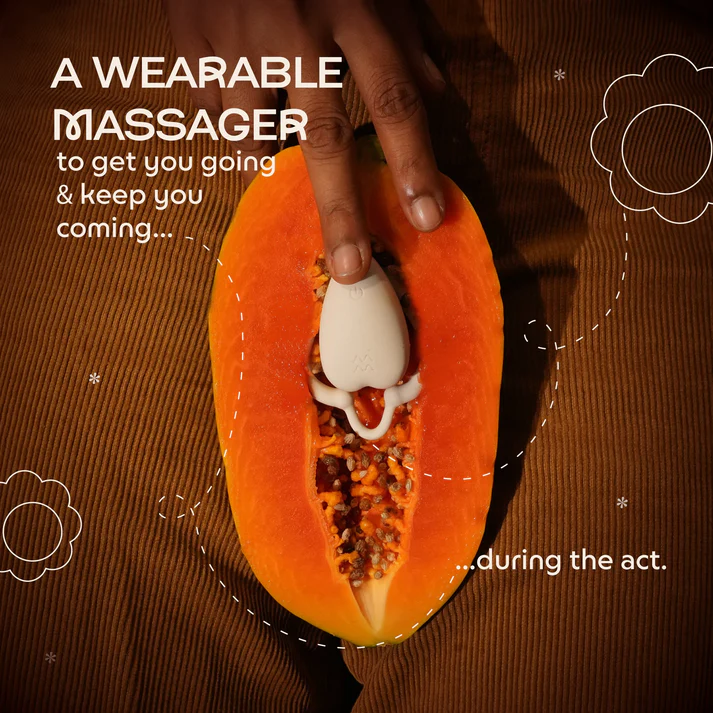 A WEARABLE
MASSAGER
to get you going
& keep you
coming...
...during the act.